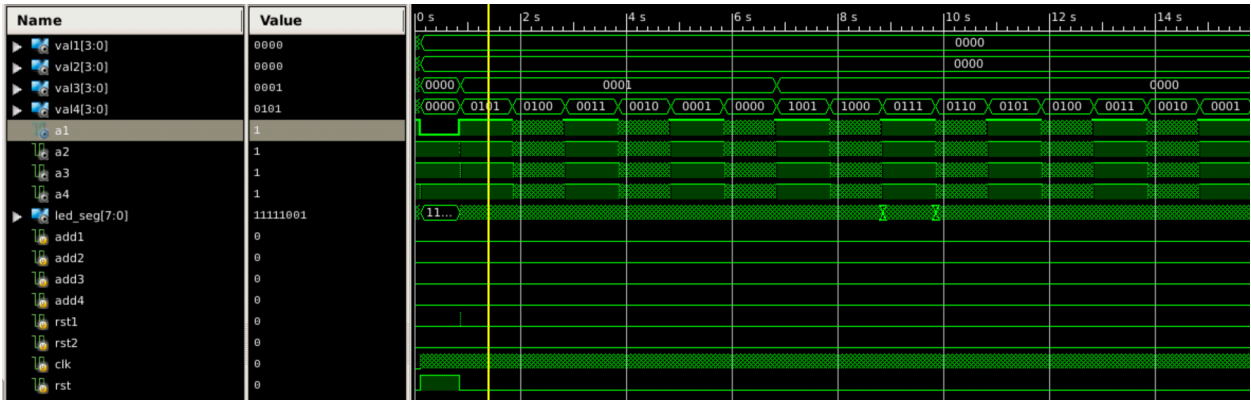 Name Value 0 s 2 s 4 s 6 s 8 s 10 s 12 s 14 s
val1[3:0] 0000 0000
val2[3:0] 0000 0000
val3[3:0] 0001 0000 0001 0000
val4[3:0] 0101 0000 0101 0100 0011 0010 0001 0000 1001 1000 0111 0110 0101 0100 0011 0010 0001
a1 1
a2 1
a3 1
a4 1
led_seg[7:0] 11111001 11...
add1 0
add2 0
add3 0
add4 0
rst1 0
rst2 0
clk 0
rst 0